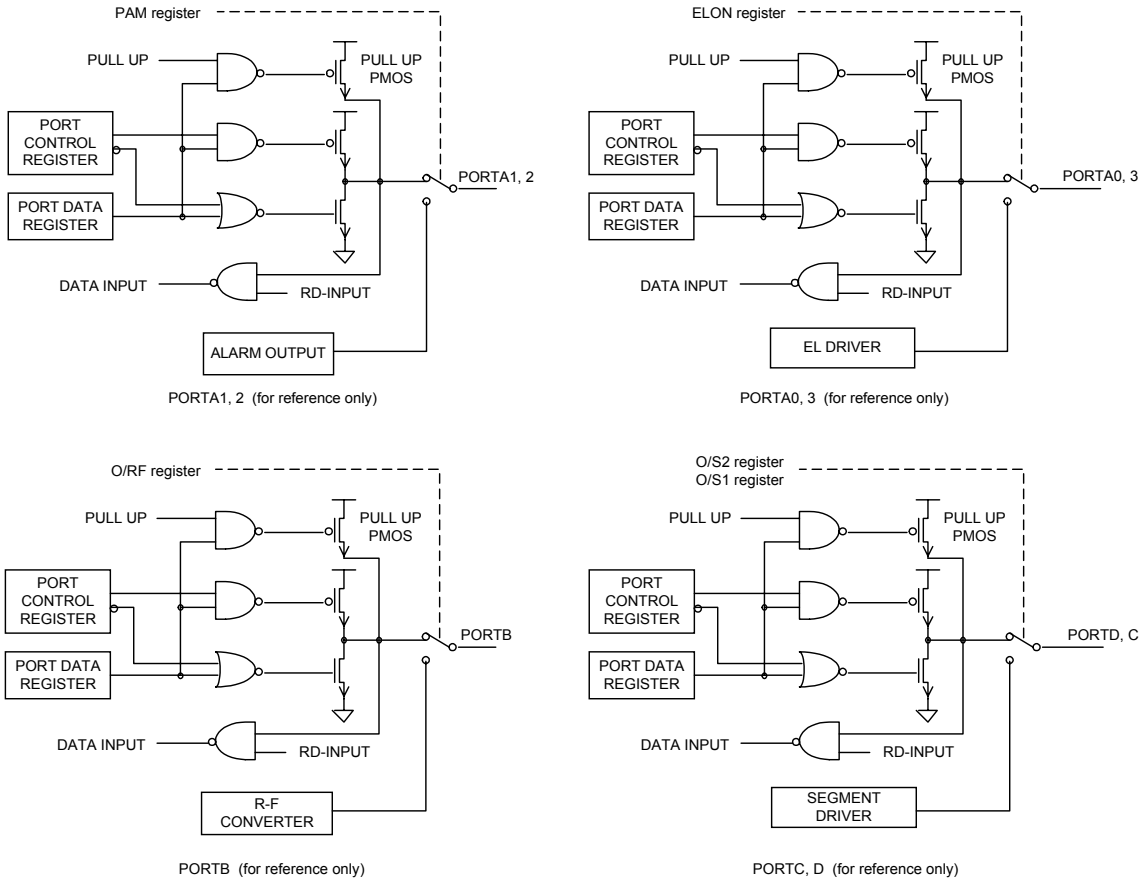 PAM register
PULL UP
PULL UP
PMOS
PORT
CONTROL
REGISTER
PORT DATA
REGISTER
PORTA1, 2
DATA INPUT
RD-INPUT
ALARM OUTPUT
PORTA1, 2 (for reference only)
ELON register
PULL UP
PULL UP
PMOS
PORT
CONTROL
REGISTER
PORT DATA
REGISTER
PORTA0, 3
DATA INPUT
RD-INPUT
EL DRIVER
PORTA0, 3 (for reference only)
O/RF register
PULL UP
PULL UP
PMOS
PORT
CONTROL
REGISTER
PORT DATA
REGISTER
PORTB
DATA INPUT
RD-INPUT
R-F
CONVERTER
PORTB (for reference only)
O/S2 register
O/S1 register
PULL UP
PULL UP
PMOS
PORT
CONTROL
REGISTER
PORT DATA
REGISTER
PORTD, C
DATA INPUT
RD-INPUT
SEGMENT
DRIVER
PORTC, D (for reference only)